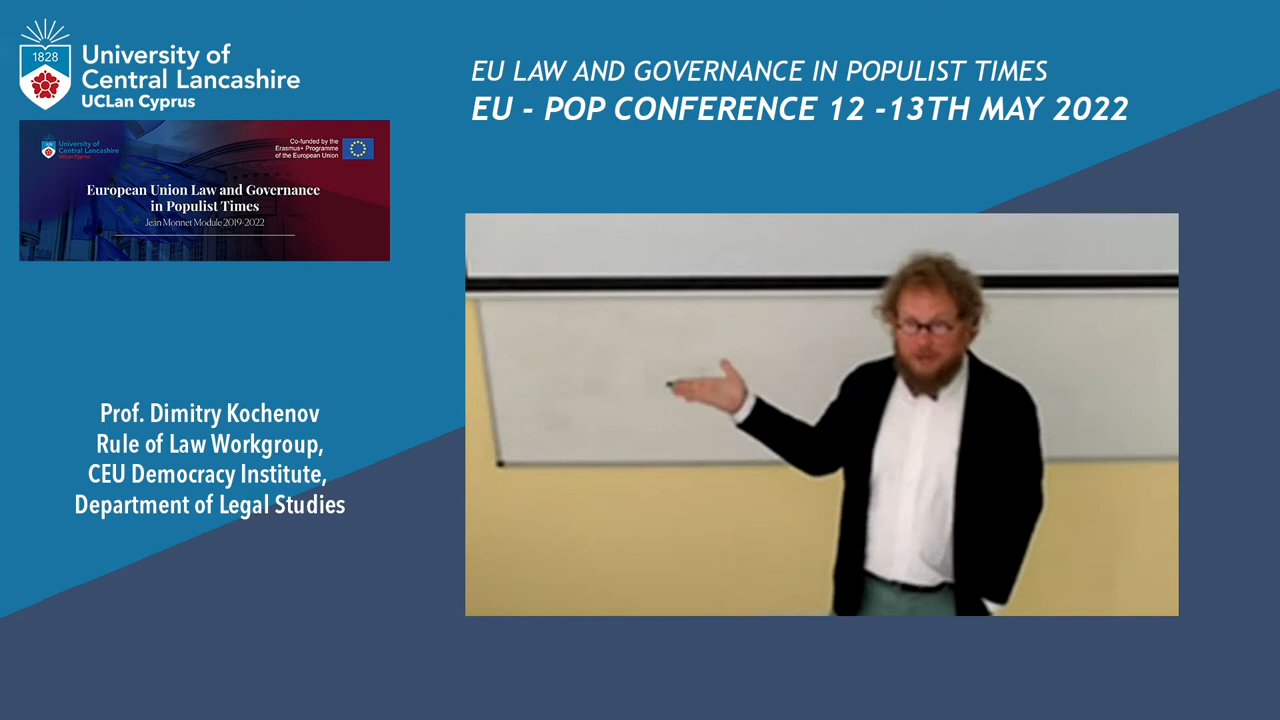 1828
University of
Central Lancashire
UCLan Cyprus
EU LAW AND GOVERNANCE IN POPULIST TIMES
EU - POP CONFERENCE 12 -13TH MAY 2022
University of
Central Lancashire
UCLan Cyprus
Co-funded by the
Erasmus+ Programme
of the European Union
European Union Law and Governance
in Populist Times
Jean Monnet Module 2019-2022
Prof. Dimitry Kochenov
Rule of Law Workgroup,
CEU Democracy Institute,
Department of Legal Studies